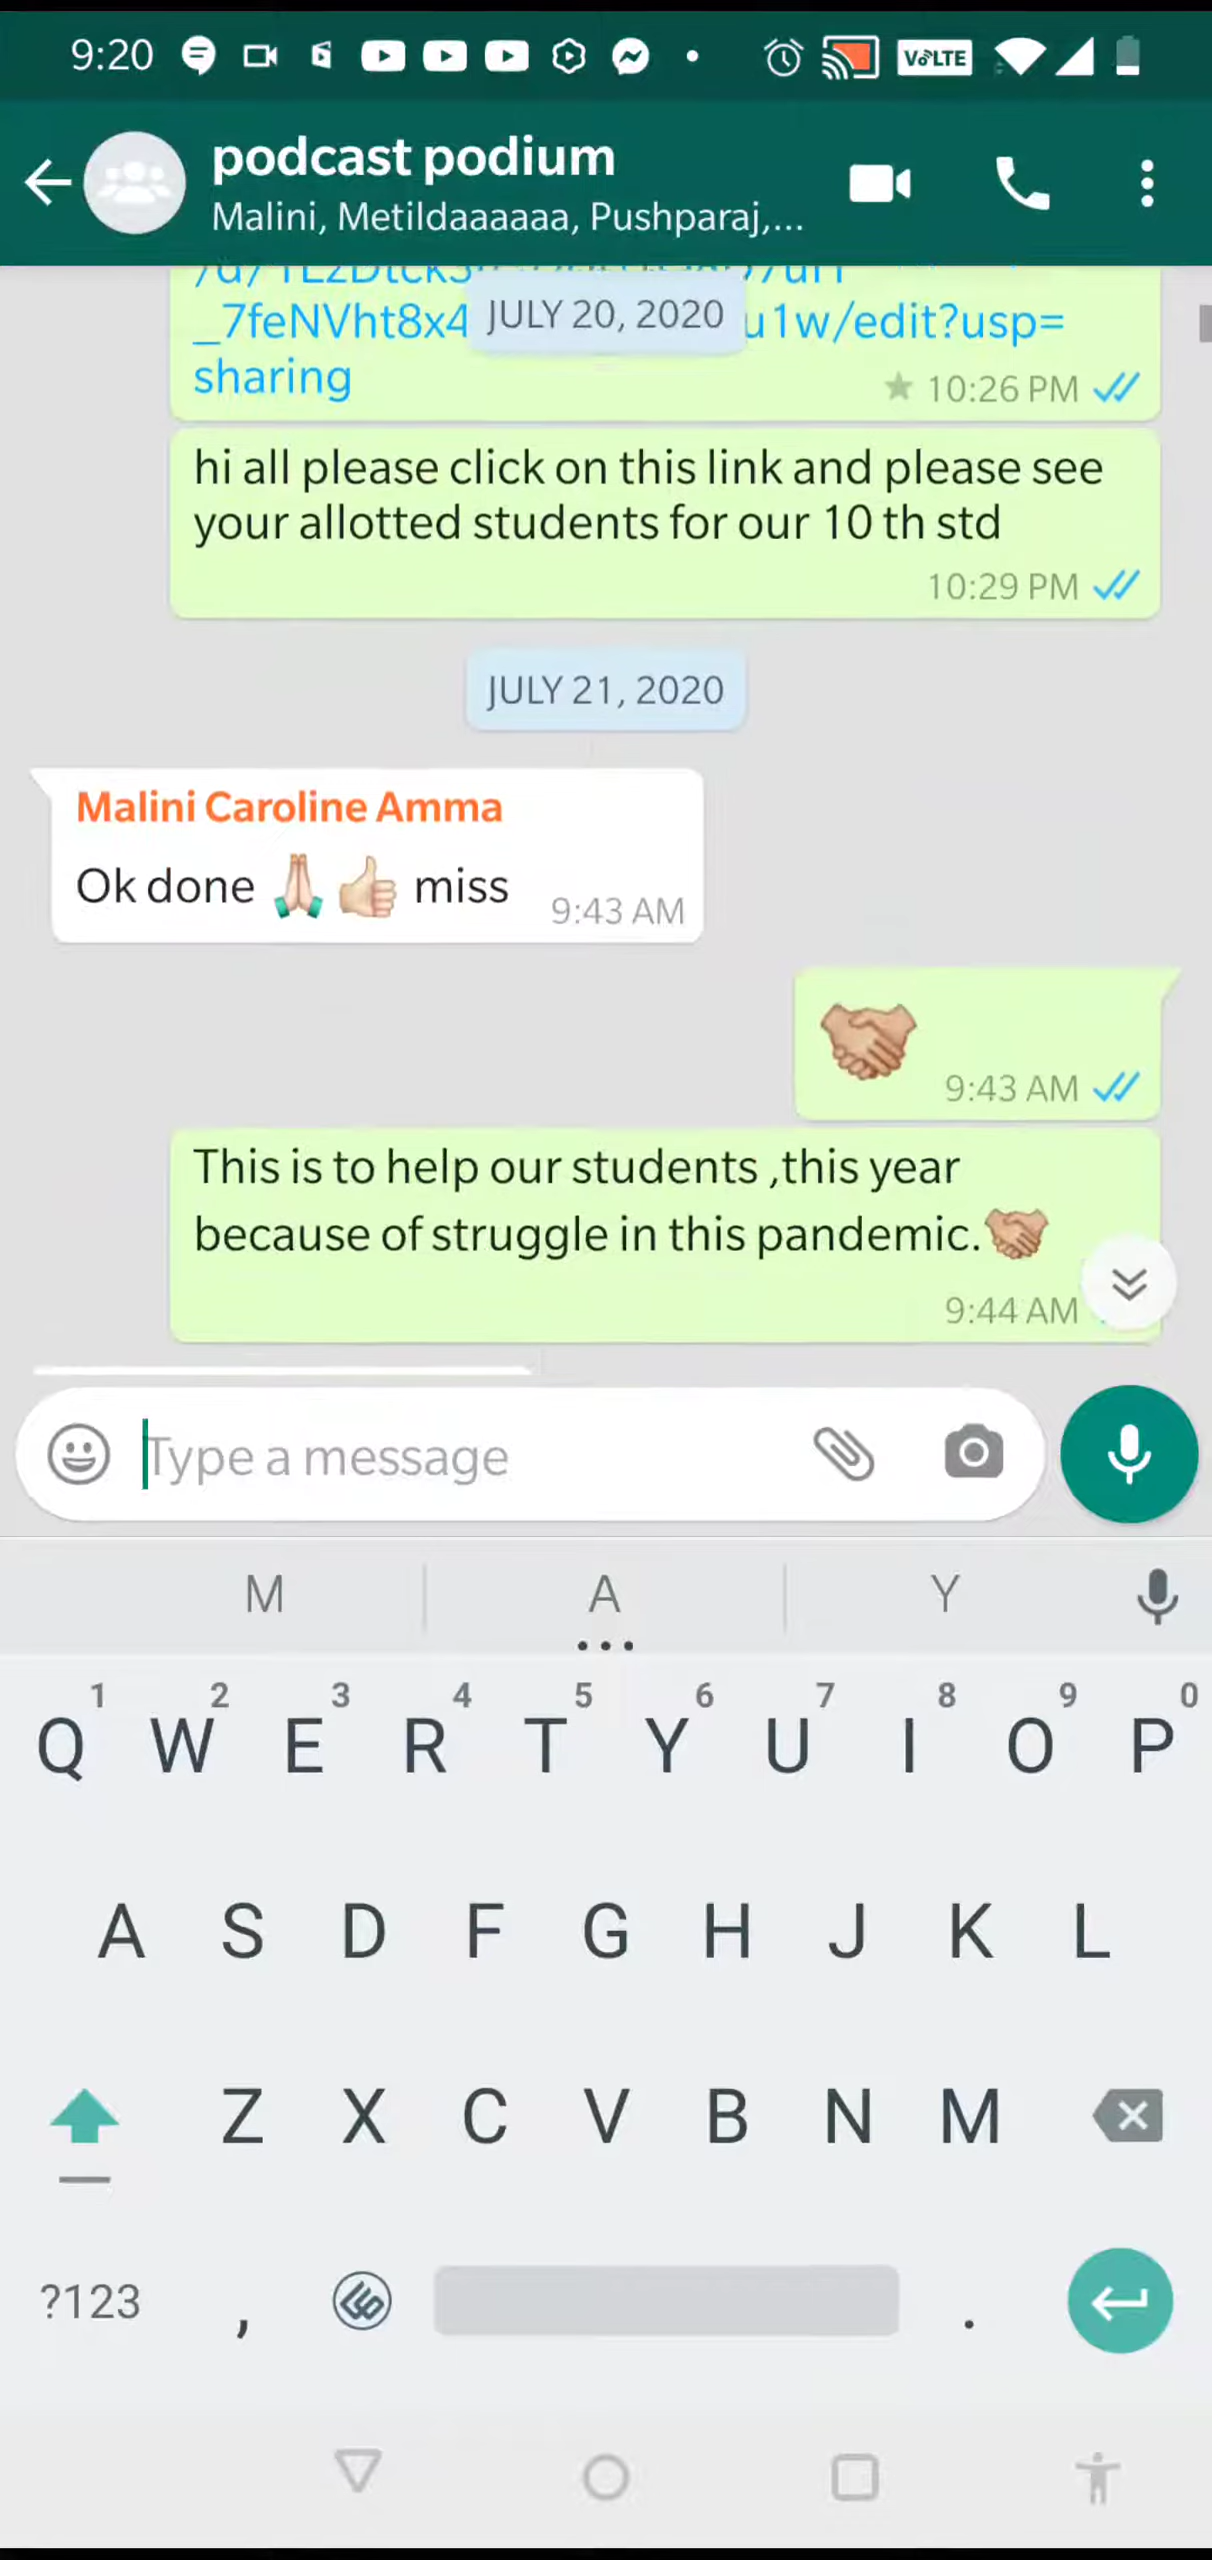 9:20
VoLTE
podcast podium
Malini, Metildaaaaaa, Pushparaj,...
JULY 20, 2020
_7feNVht8x4 u1w/edit?usp=
sharing
10:26 PM
hi all please click on this link and please see
your allotted students for our 10 th std
10:29 PM
JULY 21, 2020
Malini Caroline Amma
Ok done 🙏🏻 👍🏻 miss
9:43 AM
🤝🏼
9:43 AM
This is to help our students ,this year
because of struggle in this pandemic.🤝🏼
9:44 AM
Type a message
M A Y
1 2 3 4 5 6 7 8 9 0
Q W E R T Y U I O P
A S D F G H J K L
Z X C V B N M
?123 , .